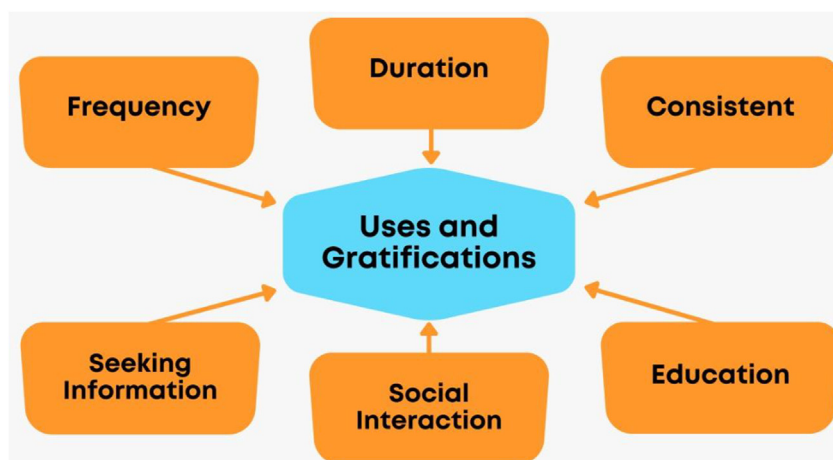 Frequency
Duration
Consistent
Uses and
Gratifications
Seeking
Information
Social
Interaction
Education